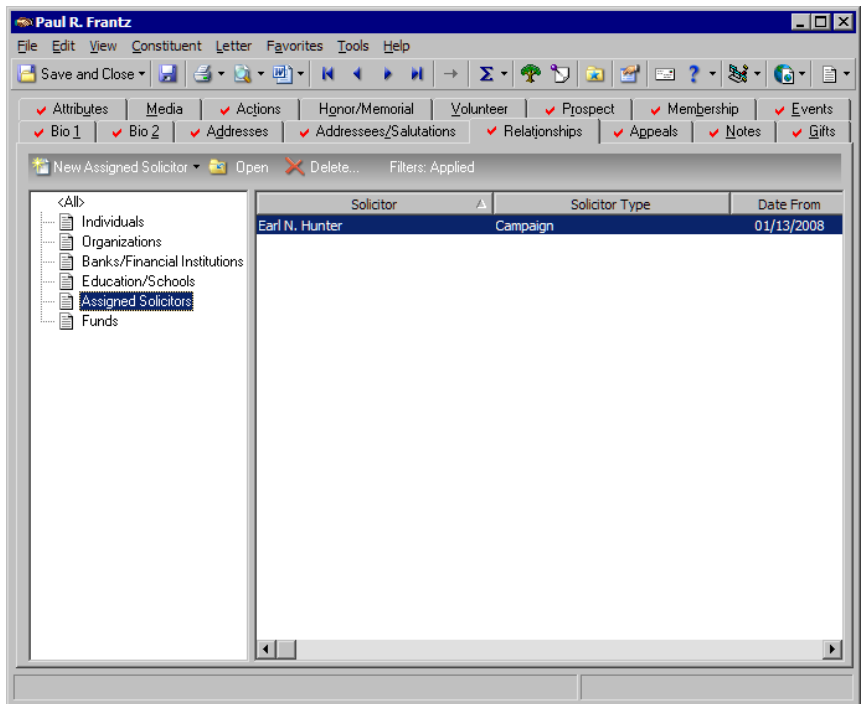 Paul R. Frantz
File Edit View Constituent Letter Favorites Tools Help
Save and Close
Attributes Media Actions Honor/Memorial Volunteer Prospect Membership Events
Bio 1 Bio 2 Addresses Addressees/Salutations Relationships Appeals Notes Gifts
New Assigned Solicitor Open Delete... Filters: Applied
<All>
Individuals
Organizations
Banks/Financial Institutions
Education/Schools
Assigned Solicitors
Funds
Solicitor Solicitor Type Date From
Earl N. Hunter Campaign 01/13/2008